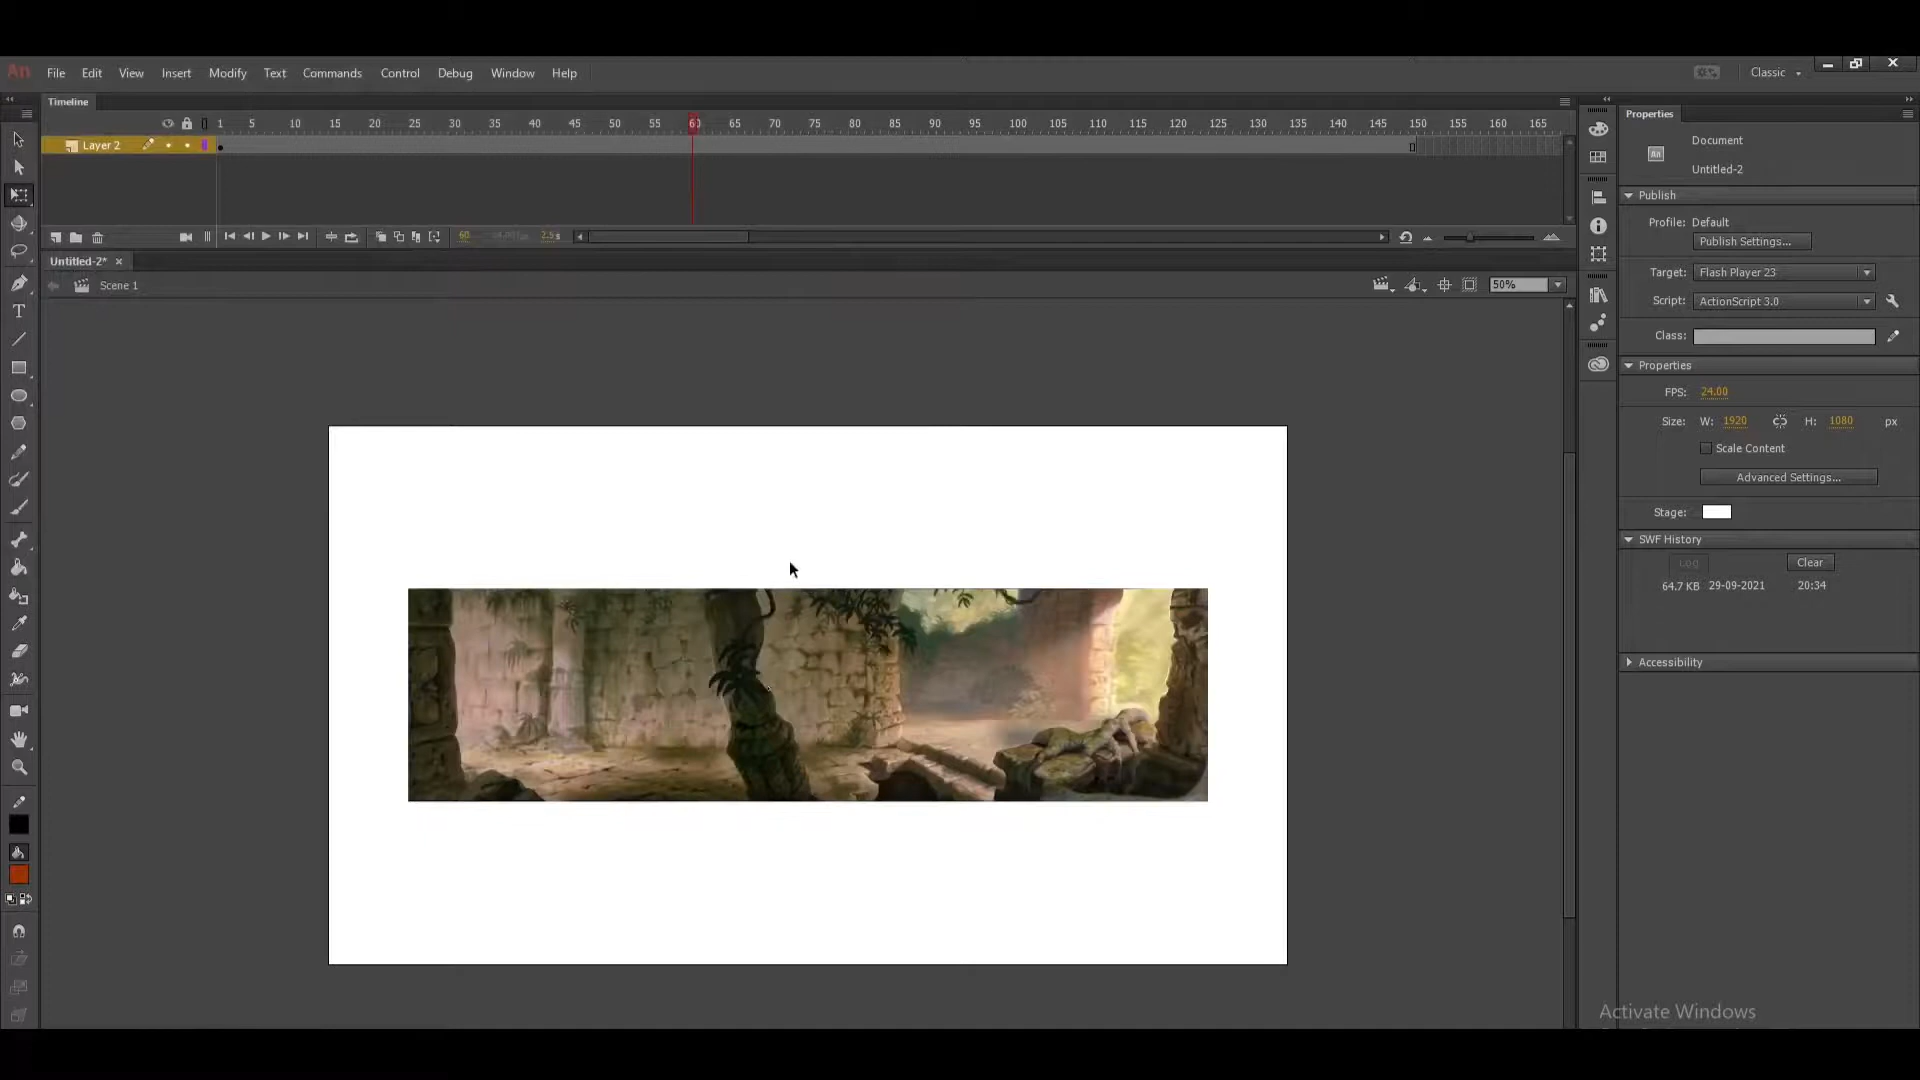 An File Edit View Insert Modify Text Commands Control Debug Window Help Classic
Timeline
1 5 10 15 20 25 30 35 40 45 50 55 60 65 70 75 80 85 90 95 100 105 110 115 120 125 130 135 140 145 150 155 160 165
Layer 2
60 2.5s
Untitled-2*
Scene 1
50%
Properties
An
Document
Untitled-2
Publish
Profile: Default
Publish Settings...
Target: Flash Player 23
Script: ActionScript 3.0
Class:
Properties
FPS: 24.00
Size: W: 1920 H: 1080 px
Scale Content
Advanced Settings...
Stage:
SWF History
Log Clear
64.7 KB 29-09-2021 20:34
Accessibility
Activate Windows